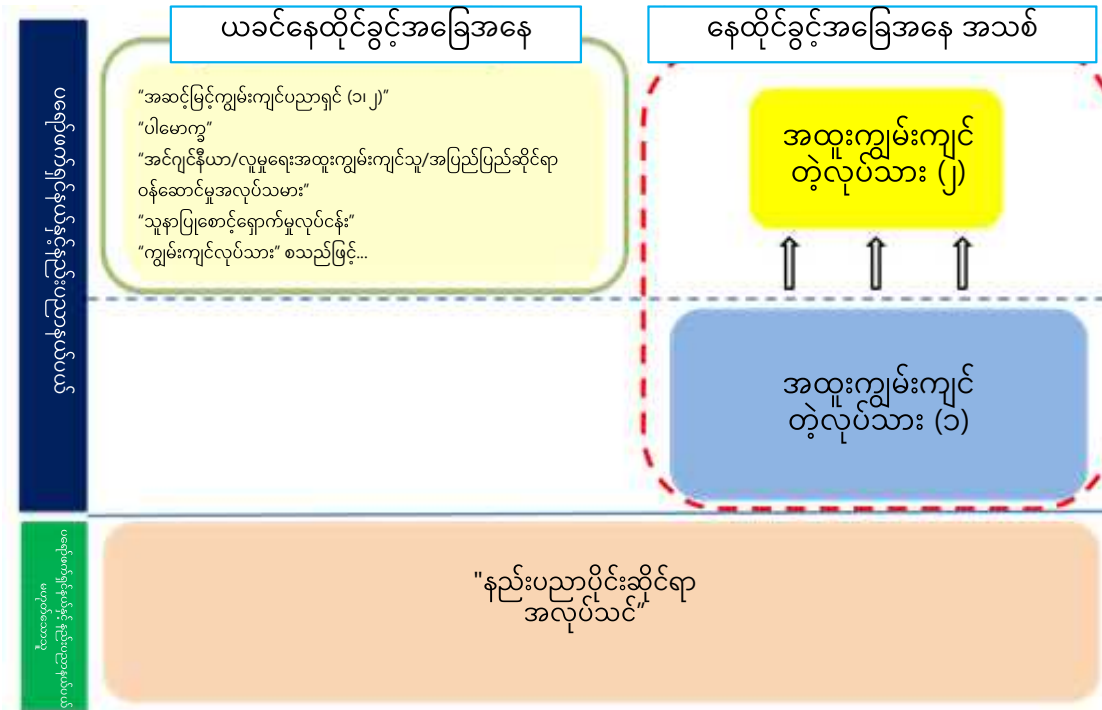 ယခင်နေထိုင်ခွင့်အခြေအနေ
နေထိုင်ခွင့်အခြေအနေ အသစ်
“အဆင့်မြင့်ကျွမ်းကျင်ပညာရှင် (၁၊ ၂)”
“ပါမောက္ခ”
“အင်ဂျင်နီယာ/လူမှုရေးအထူးကျွမ်းကျင်သူ/အပြည်ပြည်ဆိုင်ရာ
ဝန်ဆောင်မှုအလုပ်သမား”
“သူနာပြုစောင့်ရှောက်မှုလုပ်ငန်း”
“ကျွမ်းကျင်လုပ်သား” စသည်ဖြင့်...
အထူးကျွမ်းကျင်
တဲ့လုပ်သား (၂)
အထူးကျွမ်းကျင်
တဲ့လုပ်သား (၁)
"နည်းပညာပိုင်းဆိုင်ရာ
အလုပ်သင်”